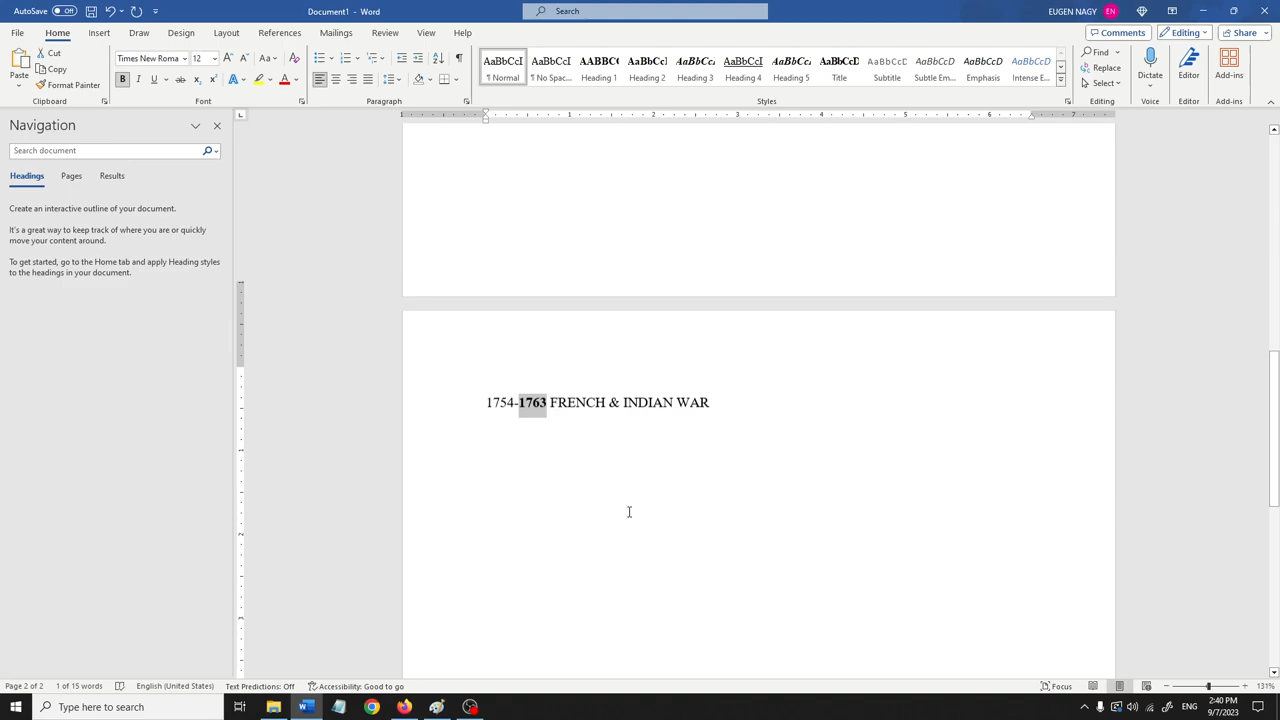 AutoSave Off
Document1 - Word
Search
EUGEN NAGY EN
File Home Insert Draw Design Layout References Mailings Review View Help
Comments Editing Share
Paste
Cut
Copy
Format Painter
Clipboard
Times New Roma 12
Font
Paragraph
AaBbCcI AaBbCcI AABBC AaBbCc AaBbCcl AaBbCcI AaBbCcI AaBbCcD AaBbCcD AaBbCcD AaBbCcD
¶ Normal ¶ No Spac... Heading 1 Heading 2 Heading 3 Heading 4 Heading 5 Title Subtitle Subtle Em... Emphasis Intense E...
Styles
Find
Replace
Select
Editing
Dictate
Voice
Editor
Editor
Add-ins
Add-ins
Navigation
Search document
Headings Pages Results
Create an interactive outline of your document.
It's a great way to keep track of where you are or quickly
move your content around.
To get started, go to the Home tab and apply Heading styles
to the headings in your document.
1754-1763 FRENCH & INDIAN WAR
Page 2 of 2 1 of 15 words English (United States) Text Predictions: Off Accessibility: Good to go
Focus 131%
Type here to search
ENG
2:40 PM
9/7/2023